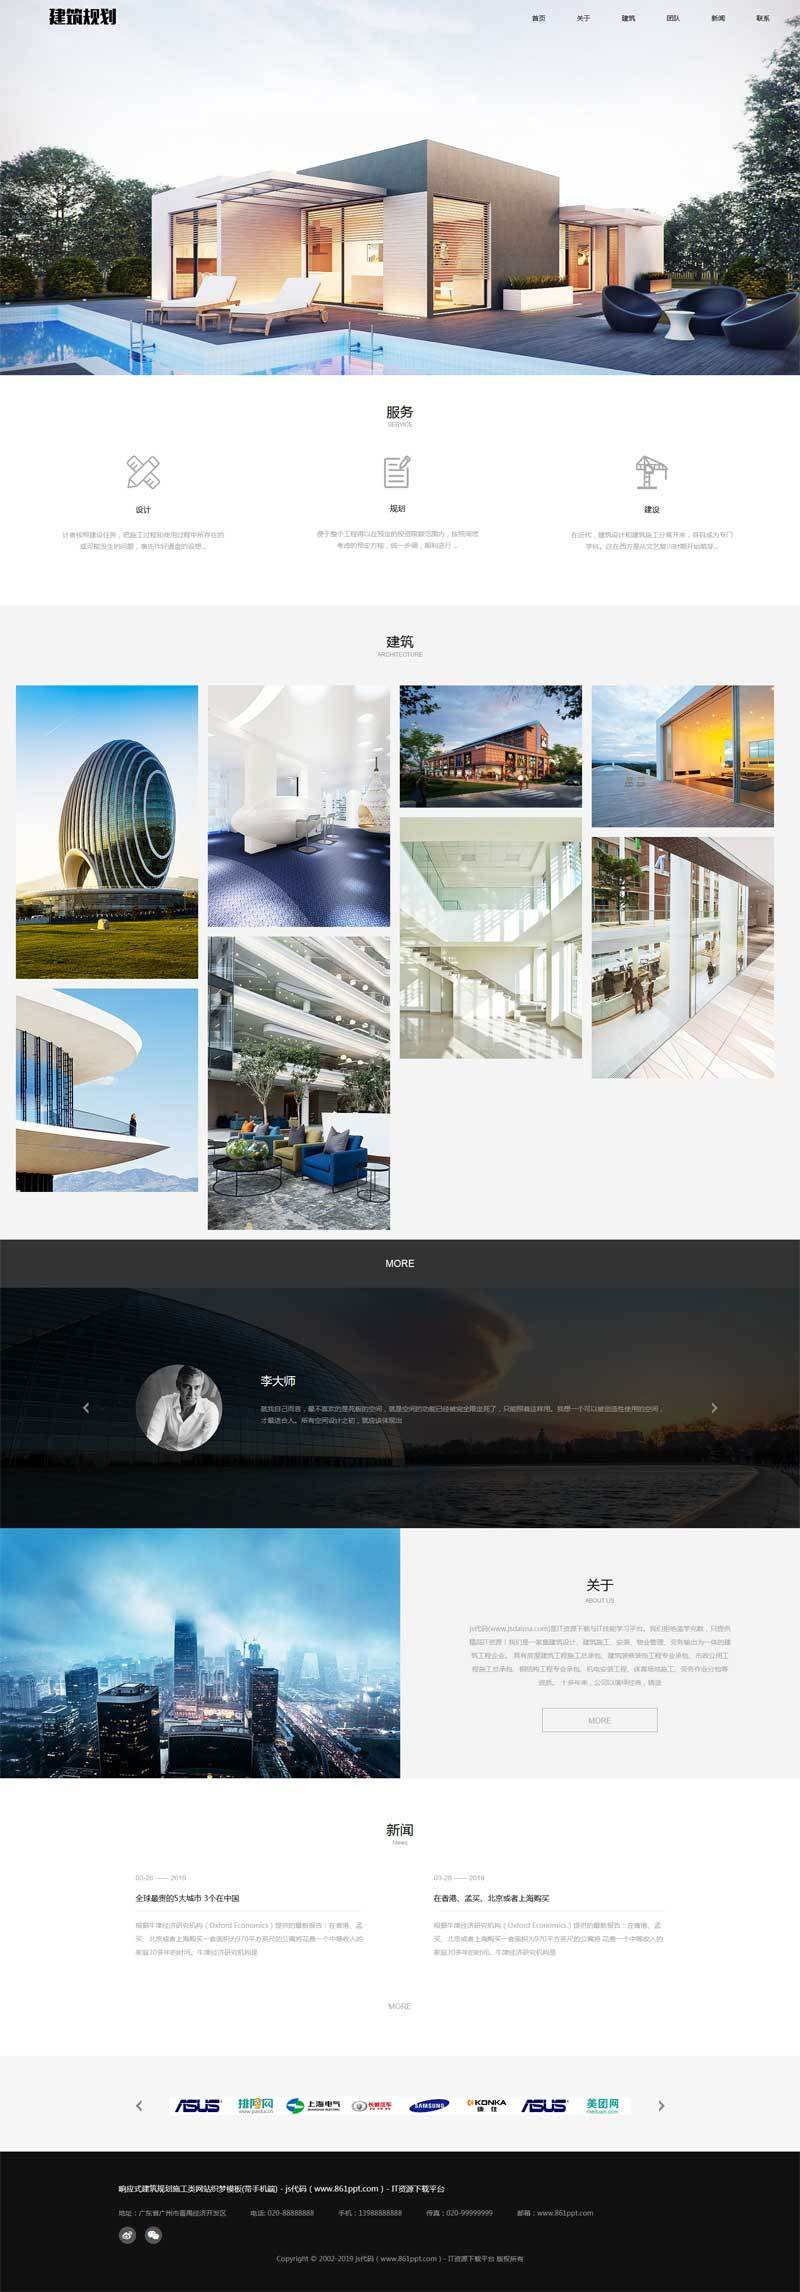 建筑规划
首页 关于 建筑 团队 新闻 联系
服务
SERVICE
设计
计者按照建设任务，把施工过程和使用过程中所存在的
或可能发生的问题，事先作好通盘的设想...
规划
便于整个工程得以在预定的投资限额范围内，按照周密
考虑的预定方案，统一步调，顺利进行 ...
建设
在近代，建筑设计和建筑施工分离开来，各自成为专门
学科。这在西方是从文艺复兴时期开始萌芽...
建筑
ARCHITECTURE
MORE
李大师
就我自己而言，最不喜欢的是死板的空间，就是空间的功能已经被完全限定死了，只能照着这样用。我想一个可以被创造性使用的空间，
才最适合人。所有空间设计之初，就应该体现出
关于
ABOUT US
js代码(www.jsdaima.com)是IT资源下载与IT技能学习平台。我们拒绝滥竽充数，只提供
精品IT资源！我们是一家集建筑设计、建筑施工、安装、物业管理、劳务输出为一体的建
筑工程企业。 具有房屋建筑工程施工总承包、建筑装修装饰工程专业承包、市政公用工
程施工总承包、钢结构工程专业承包、机电安装工程、体育场地施工、劳务作业分包等
资质。 十多年来，公司以演绎经典，铸造
MORE
新闻
News
03-28 —— 2019
全球最贵的5大城市 3个在中国
根据牛津经济研究机构（Oxford Economics）提供的最新报告：在香港、孟
买、北京或者上海购买一套面积为970平方英尺的公寓将花费一个中等收入的
家庭30多年的时间。牛津经济研究机构是
03-28 —— 2019
在香港、孟买、北京或者上海购买
根据牛津经济研究机构（Oxford Economics）提供的最新报告：在香港、孟
买、北京或者上海购买一套面积为970平方英尺的公寓将 花费一个中等收入的
家庭30多年的时间。牛津经济研究机构是
MORE
ASUS 排队网 上海电气 长城汽车 SAMSUNG KONKA 康佳 ASUS 美团网
www.paidui.cn SHANGHAI ELECTRIC meituan.com
响应式建筑规划施工类网站织梦模板(带手机端) - js代码（www.861ppt.com）- IT资源下载平台
地址：广东省广州市番禺经济开发区 电话: 020-88888888 手机：13988888888 传真：020-99999999 邮箱：www.861ppt.com
Copyright © 2002-2019 js代码（www.861ppt.com）- IT资源下载平台 版权所有